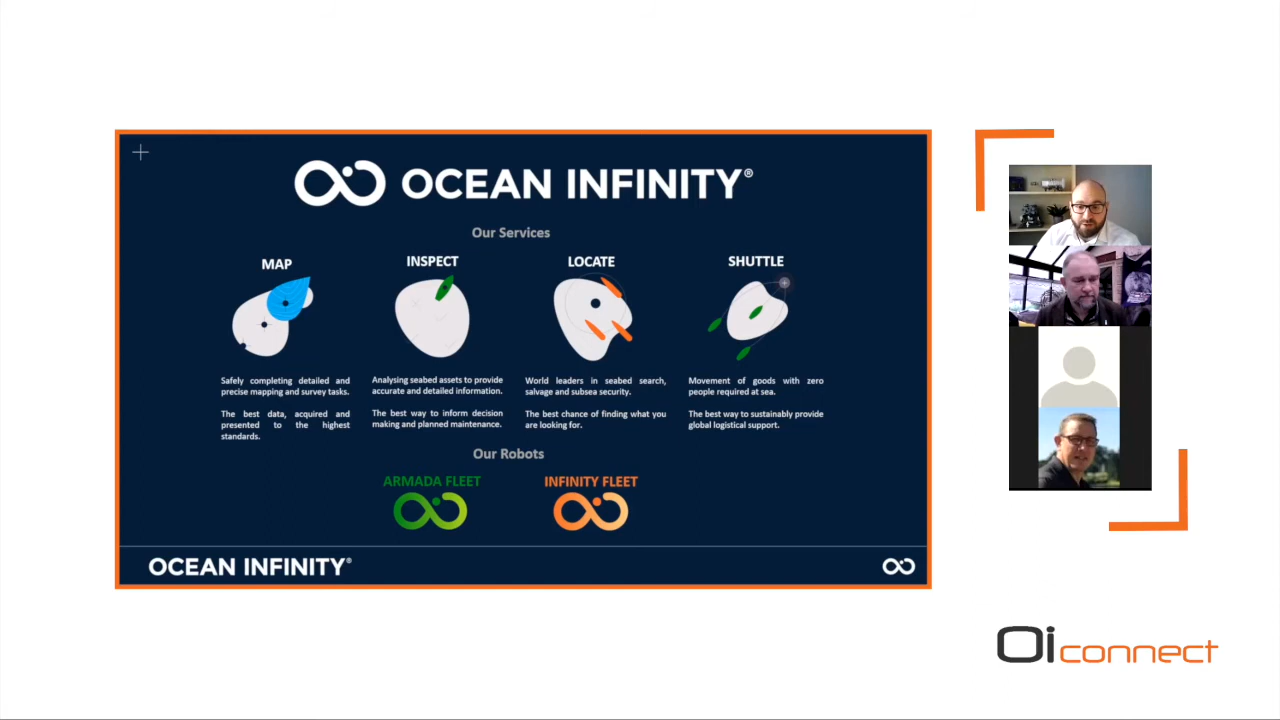 OCEAN INFINITY®
Our Services
MAP
Safely completing detailed and
precise mapping and survey tasks.
The best data, acquired and
presented to the highest
standards.
INSPECT
Analysing seabed assets to provide
accurate and detailed information.
The best way to inform decision
making and planned maintenance.
LOCATE
World leaders in seabed search,
salvage and subsea security.
The best chance of finding what you
are looking for.
SHUTTLE
Movement of goods with zero
people required at sea.
The best way to sustainably provide
global logistical support.
Our Robots
ARMADA FLEET
INFINITY FLEET
OCEAN INFINITY®
Oi connect